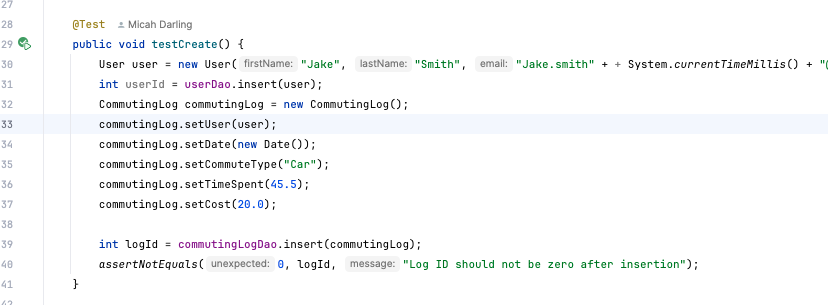 27
28 @Test Micah Darling
29 public void testCreate() {
30 User user = new User( firstName: "Jake", lastName: "Smith", email: "Jake.smith" + + System.currentTimeMillis() + "
31 int userId = userDao.insert(user);
32 CommutingLog commutingLog = new CommutingLog();
33 commutingLog.setUser(user);
34 commutingLog.setDate(new Date());
35 commutingLog.setCommuteType("Car");
36 commutingLog.setTimeSpent(45.5);
37 commutingLog.setCost(20.0);
38
39 int logId = commutingLogDao.insert(commutingLog);
40 assertNotEquals( unexpected: 0, logId, message: "Log ID should not be zero after insertion");
41 }
42